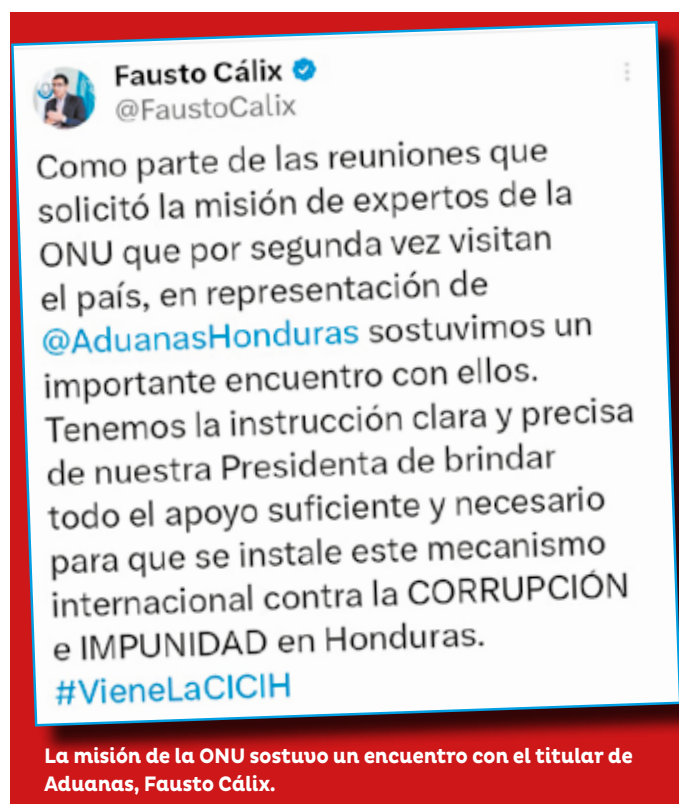 Fausto Cálix
@FaustoCalix
Como parte de las reuniones que
solicitó la misión de expertos de la
ONU que por segunda vez visitan
el país, en representación de
@AduanasHonduras sostuvimos un
importante encuentro con ellos.
Tenemos la instrucción clara y precisa
de nuestra Presidenta de brindar
todo el apoyo suficiente y necesario
para que se instale este mecanismo
internacional contra la CORRUPCIÓN
e IMPUNIDAD en Honduras.
#VieneLaCICIH
La misión de la ONU sostuvo un encuentro con el titular de
Aduanas, Fausto Cálix.